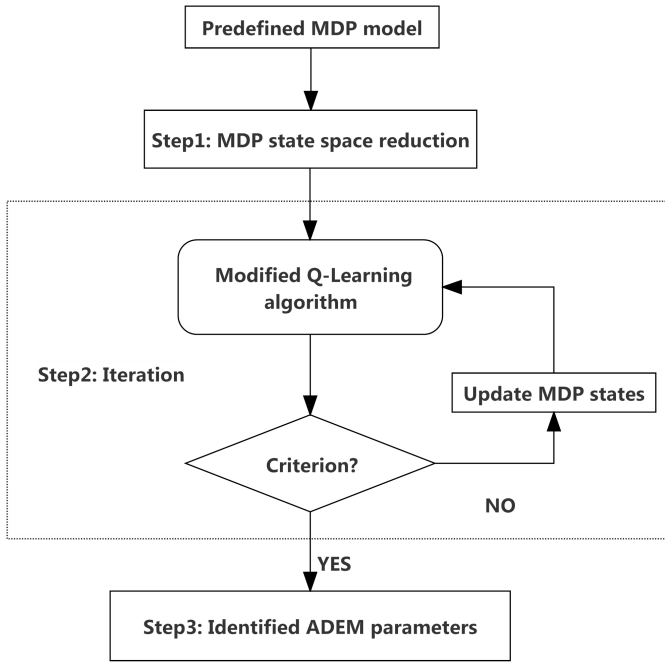 Predefined MDP model
Step1: MDP state space reduction
Modified Q-Learning
algorithm
Step2: Iteration
Update MDP states
Criterion?
NO
YES
Step3: Identified ADEM parameters